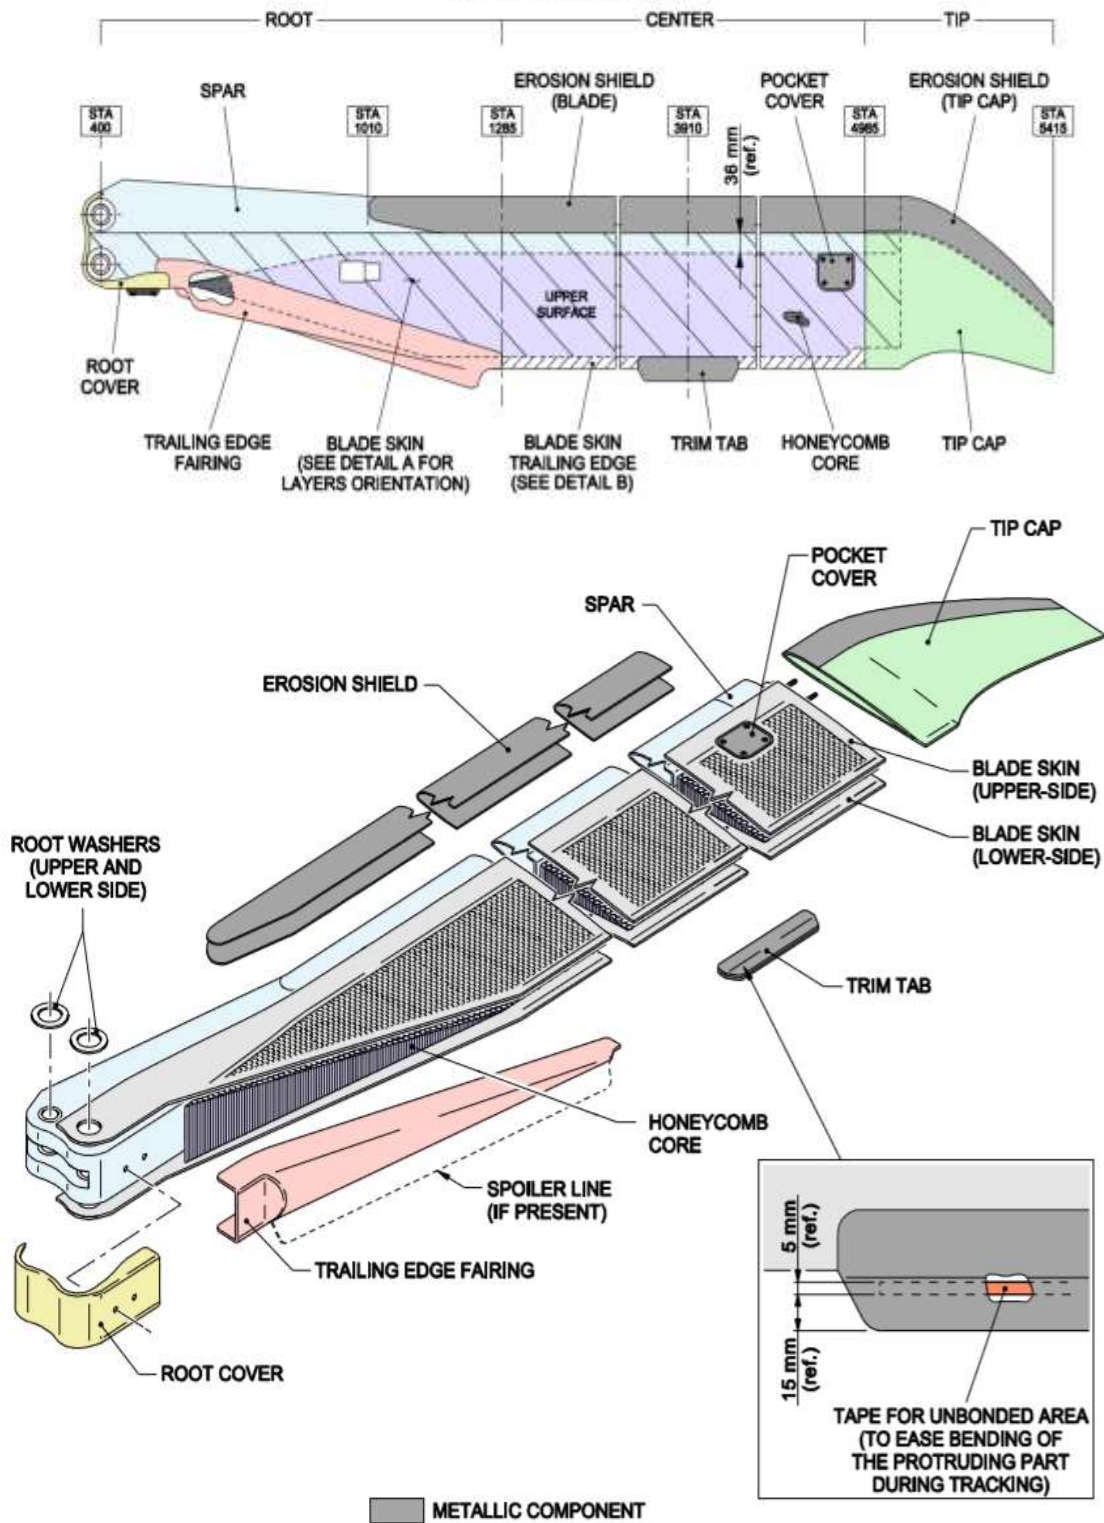 ROOT
CENTER
TIP
SPAR
EROSION SHIELD
(BLADE)
POCKET
COVER
EROSION SHIELD
(TIP CAP)
STA
400
STA
1010
STA
1285
STA
3910
STA
4985
STA
5415
36 mm
(ref.)
UPPER
SURFACE
ROOT
COVER
TRAILING EDGE
FAIRING
BLADE SKIN
(SEE DETAIL A FOR
LAYERS ORIENTATION)
BLADE SKIN
TRAILING EDGE
(SEE DETAIL B)
TRIM TAB
HONEYCOMB
CORE
TIP CAP
TIP CAP
POCKET
COVER
SPAR
EROSION SHIELD
BLADE SKIN
(UPPER-SIDE)
BLADE SKIN
(LOWER-SIDE)
ROOT WASHERS
(UPPER AND
LOWER SIDE)
TRIM TAB
HONEYCOMB
CORE
SPOILER LINE
(IF PRESENT)
TRAILING EDGE FAIRING
ROOT COVER
5 mm
(ref.)
15 mm
(ref.)
TAPE FOR UNBONDED AREA
(TO EASE BENDING OF
THE PROTRUDING PART
DURING TRACKING)
METALLIC COMPONENT